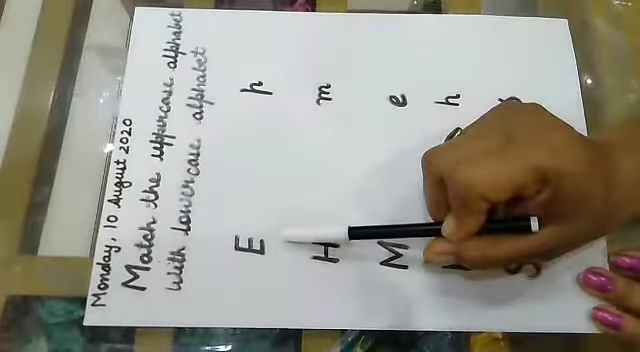 Monday, 10 August 2020
Match the uppercase alphabet
with lowercase alphabet
E p
H m
M e
h